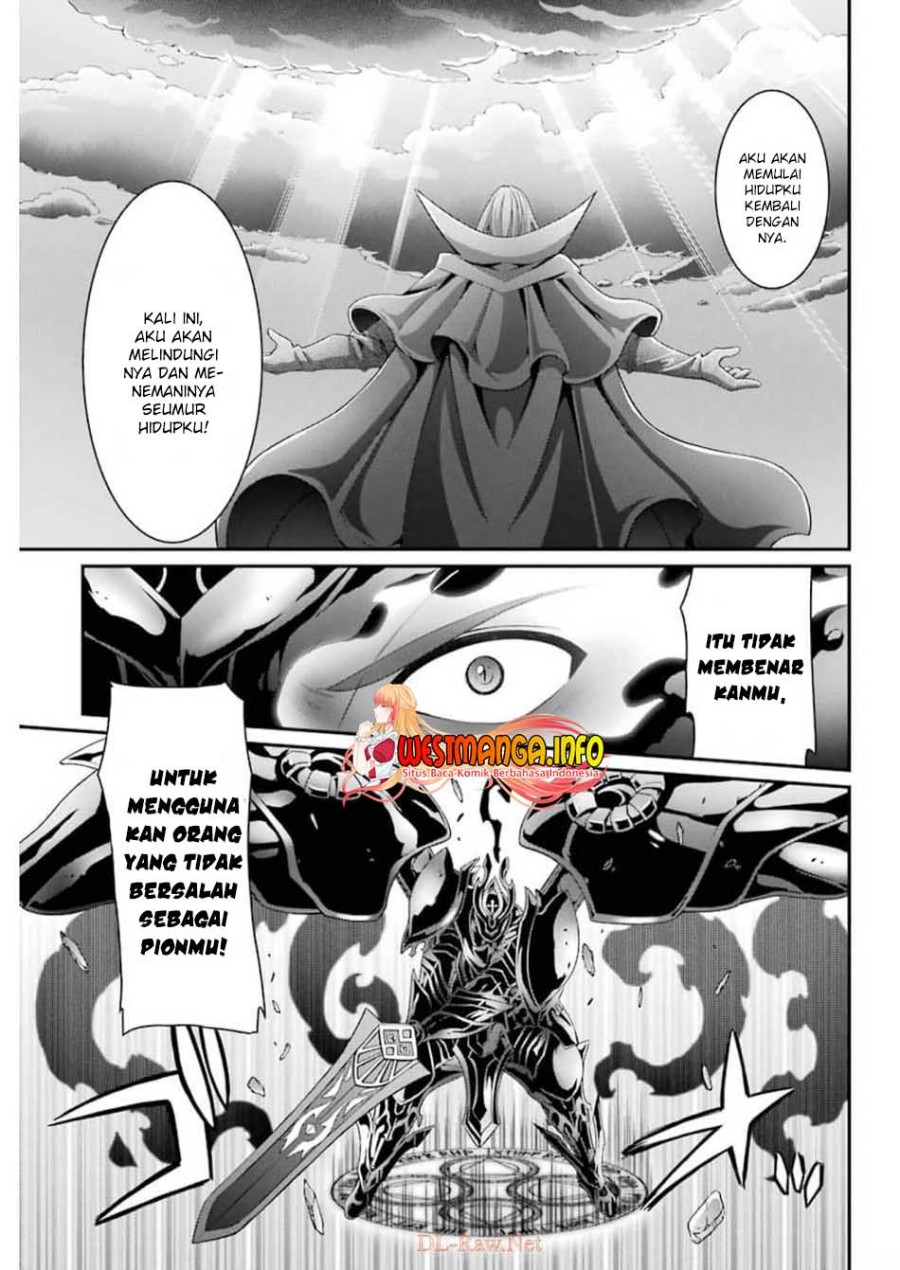 AKU AKAN
MEMULAI
HIDUPKU
KEMBALI
DENGAN
NYA.
KALI INI,
AKU AKAN
MELINDUNGI
NYA DAN ME-
NEMANINYA
SEUMUR
HIDUPKU!
ITU TIDAK
MEMBENAR
KANMU,
WESTMANGA.INFO
Situs Baca Komik Berbahasa Indonesia
UNTUK
MENGGUNA
KAN ORANG
YANG TIDAK
BERSALAH
SEBAGAI
PIONMU!
ゴ
DL-Raw.Net